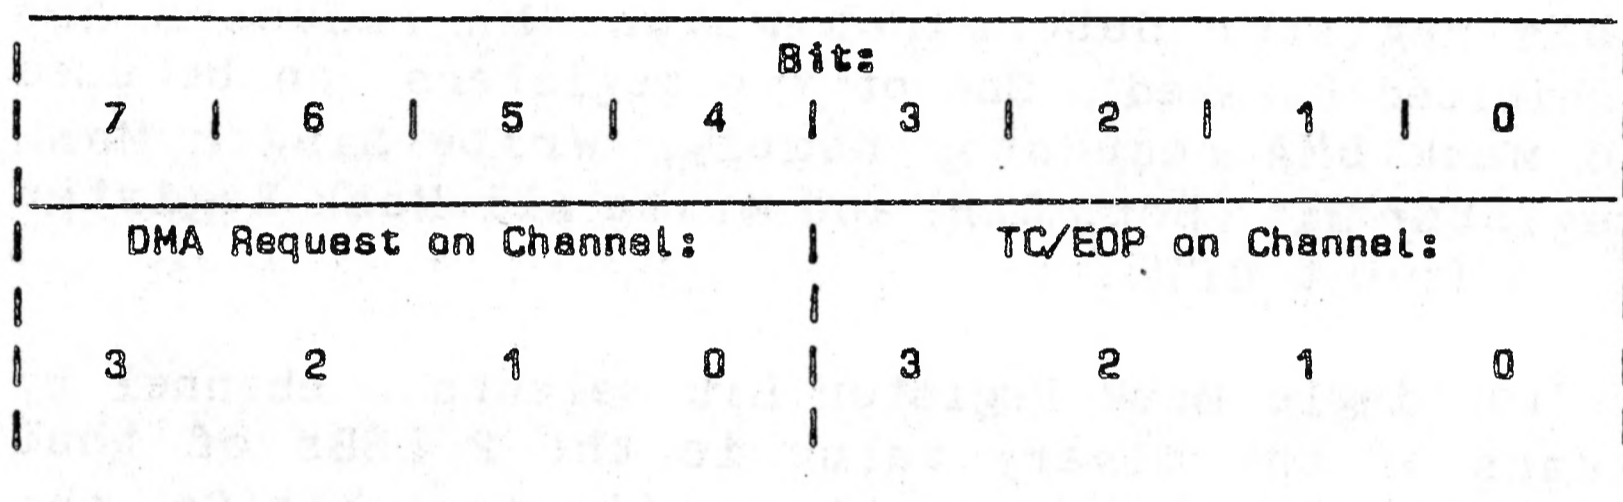 Bit:
7 | 6 | 5 | 4 | 3 | 2 | 1 | 0
DMA Request on Channel: | TC/EOP on Channel:
3 2 1 0 | 3 2 1 0